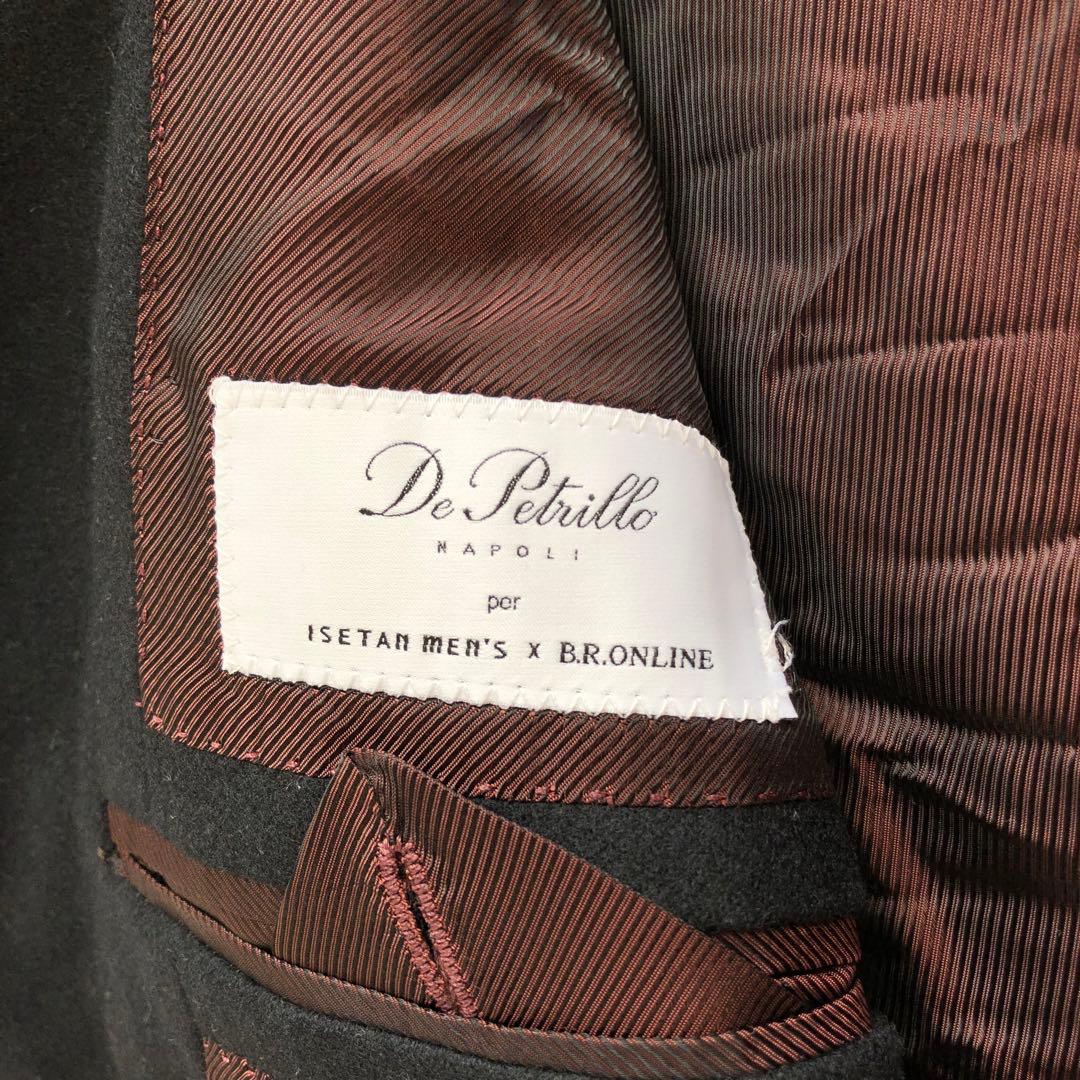 De Petrillo
NAPOLI
per
ISETAN MEN'S X B.R.ONLINE